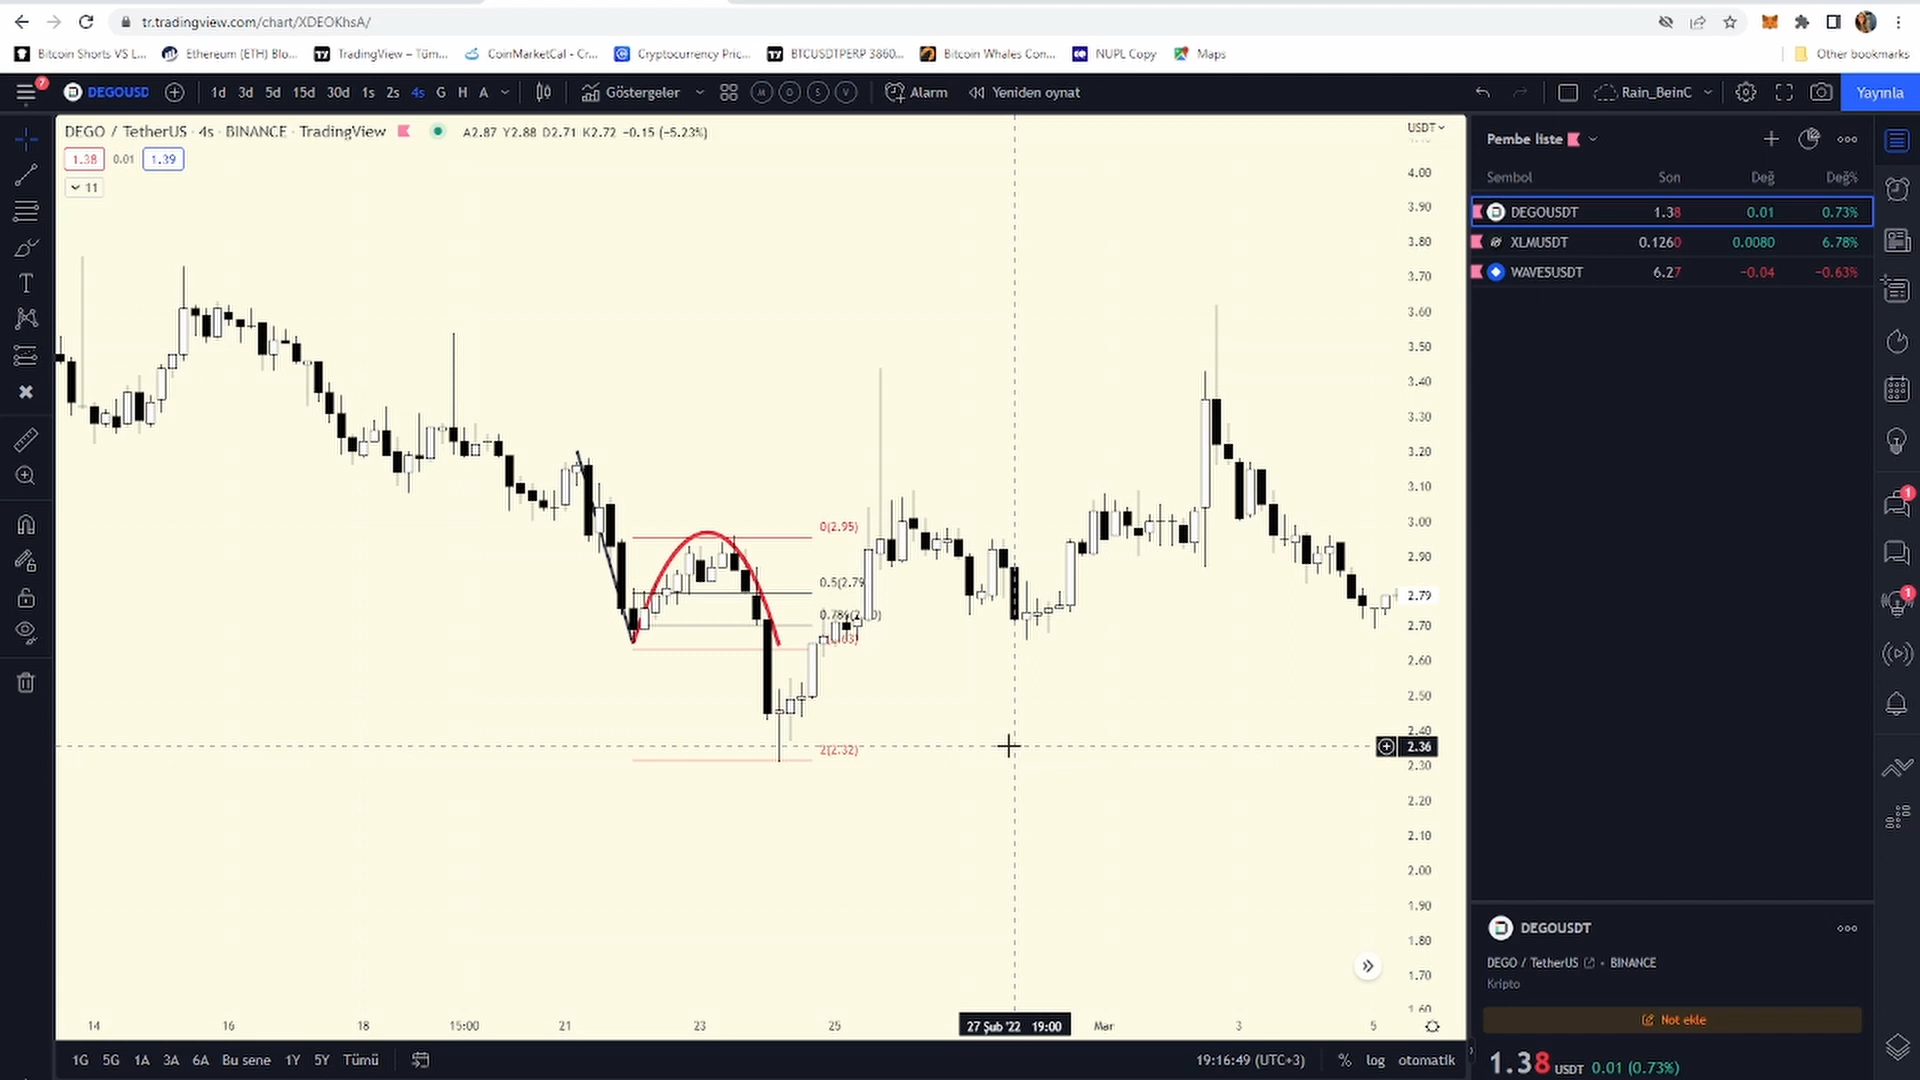 tr.tradingview.com/chart/XDEOKhsA/
Bitcoin Shorts VS L... Ethereum (ETH) Blo... TradingView – Tüm... CoinMarketCal - Cr... Cryptocurrency Pric... BTCUSDTPERP 3860... Bitcoin Whales Con... NUPL Copy Maps Other bookmarks
7 DEGOUSD 1d 3d 5d 15d 30d 1s 2s 4s G H A Göstergeler M O S V Alarm Yeniden oynat Rain_BeinC Yayınla
DEGO / TetherUS · 4s · BINANCE · TradingView A2.87 Y2.88 D2.71 K2.72 −0.15 (−5.23%)
USDT
1.38 0.01 1.39
11
4.00
3.90
3.80
3.70
3.60
3.50
3.40
3.30
3.20
3.10
3.00
2.90
2.79
2.70
2.60
2.50
2.40
2.36
2.30
2.20
2.10
2.00
1.90
1.80
1.70
1.60
0(2.95)
0.5(2.79
2(2.32)
14 16 18 15:00 21 23 25 27 Şub '22 19:00 Mar 3 5
1G 5G 1A 3A 6A Bu sene 1Y 5Y Tümü 19:16:49 (UTC+3) % log otomatik
Pembe liste
Sembol Son Değ Değ%
DEGOUSDT 1.38 0.01 0.73%
XLMUSDT 0.1260 0.0080 6.78%
WAVESUSDT 6.27 −0.04 −0.63%
1
1
DEGOUSDT
DEGO / TetherUS • BINANCE
Kripto
Not ekle
1.38 USDT 0.01 (0.73%)